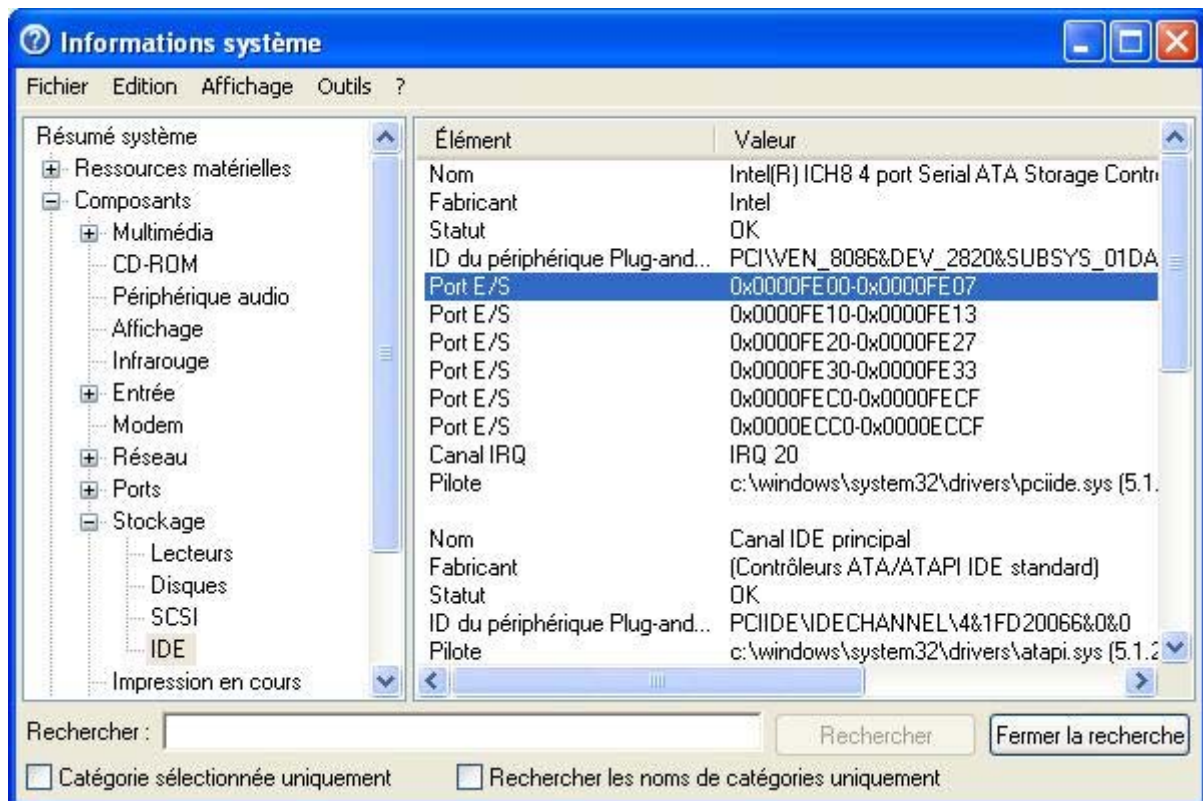 Informations système
Fichier Edition Affichage Outils ?
Résumé système
Ressources matérielles
Composants
Multimédia
CD-ROM
Périphérique audio
Affichage
Infrarouge
Entrée
Modem
Réseau
Ports
Stockage
Lecteurs
Disques
SCSI
IDE
Impression en cours
Élément Valeur
Nom Intel(R) ICH8 4 port Serial ATA Storage Contr
Fabricant Intel
Statut OK
ID du périphérique Plug-and... PCI\VEN_8086&DEV_2820&SUBSYS_01DA
Port E/S 0x0000FE00-0x0000FE07
Port E/S 0x0000FE10-0x0000FE13
Port E/S 0x0000FE20-0x0000FE27
Port E/S 0x0000FE30-0x0000FE33
Port E/S 0x0000FEC0-0x0000FECF
Port E/S 0x0000ECC0-0x0000ECCF
Canal IRQ IRQ 20
Pilote c:\windows\system32\drivers\pciide.sys (5.1.
Nom Canal IDE principal
Fabricant (Contrôleurs ATA/ATAPI IDE standard)
Statut OK
ID du périphérique Plug-and... PCIIDE\IDECHANNEL\4&1FD20066&0&0
Pilote c:\windows\system32\drivers\atapi.sys (5.1.2
Rechercher : Rechercher Fermer la recherche
Catégorie sélectionnée uniquement Rechercher les noms de catégories uniquement